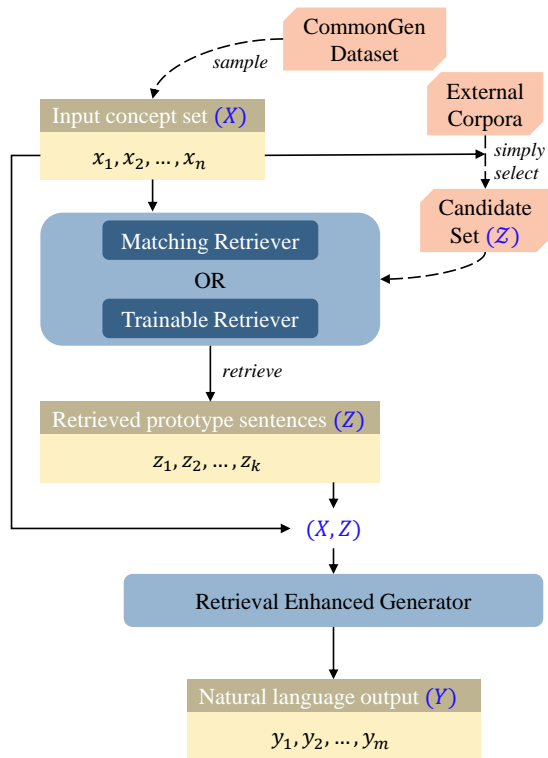 CommonGen
Dataset
sample
Input concept set (X)
x₁, x₂, …, xₙ
External
Corpora
simply
select
Candidate
Set (𝒵)
Matching Retriever
OR
Trainable Retriever
retrieve
Retrieved prototype sentences (Z)
z₁, z₂, …, zₖ
(X, Z)
Retrieval Enhanced Generator
Natural language output (Y)
y₁, y₂, …, yₘ